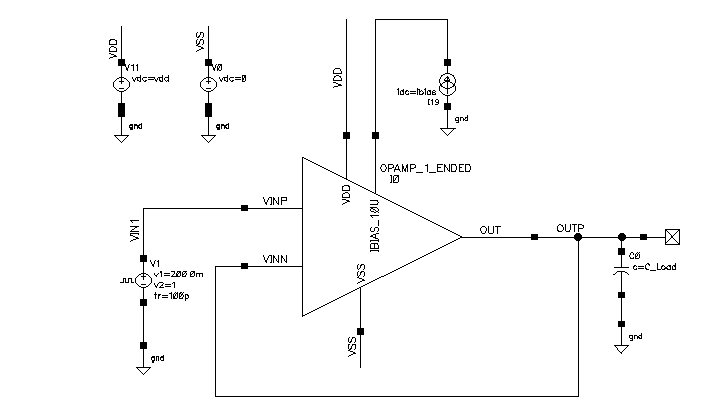 VDD
V11
vdc=vdd
gnd
VSS
V0
vdc=0
gnd
VDD
idc=ibias
I19
gnd
OPAMP_1_ENDED
I0
VDD
IBIAS_10U
VINP
VINN
VSS
VSS
OUT
OUTP
VIN1
V1
v1=200.0m
v2=1
tr=100p
gnd
C0
c=C_Load
gnd